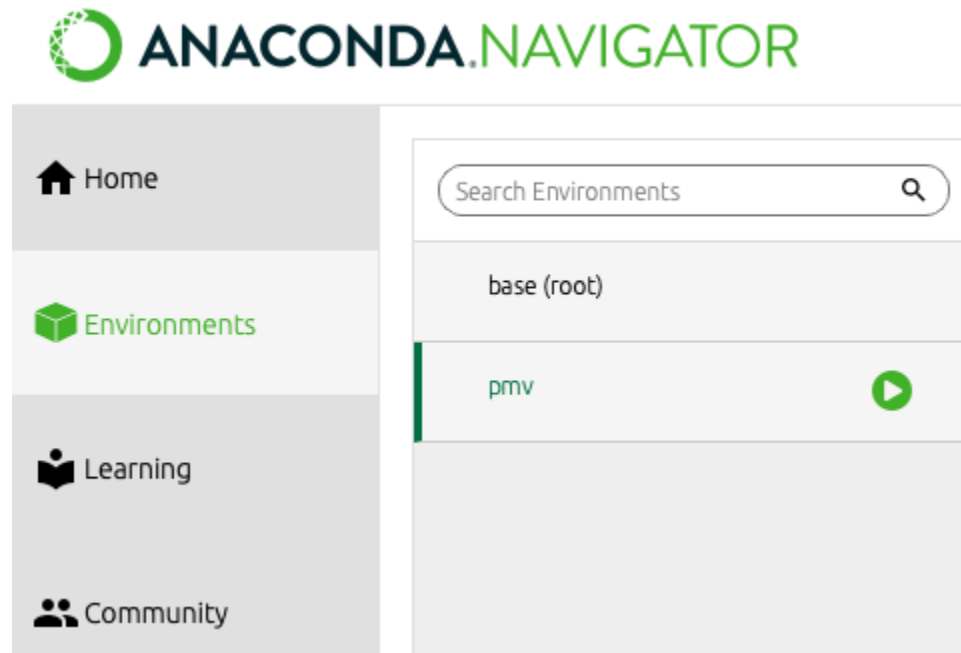 ANACONDA.NAVIGATOR
Home
Environments
Learning
Community
Search Environments
base (root)
pmv